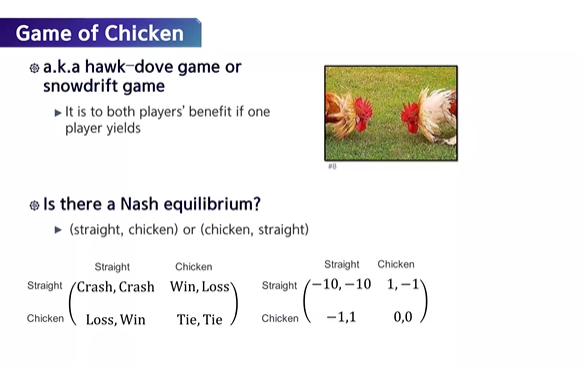 Game of Chicken
a.k.a hawk-dove game or
snowdrift game
It is to both players' benefit if one
player yields
#8
Is there a Nash equilibrium?
(straight, chicken) or (chicken, straight)
Straight Chicken
Straight Crash, Crash Win, Loss
Chicken Loss, Win Tie, Tie
Straight Chicken
Straight −10, −10 1, −1
Chicken −1,1 0,0